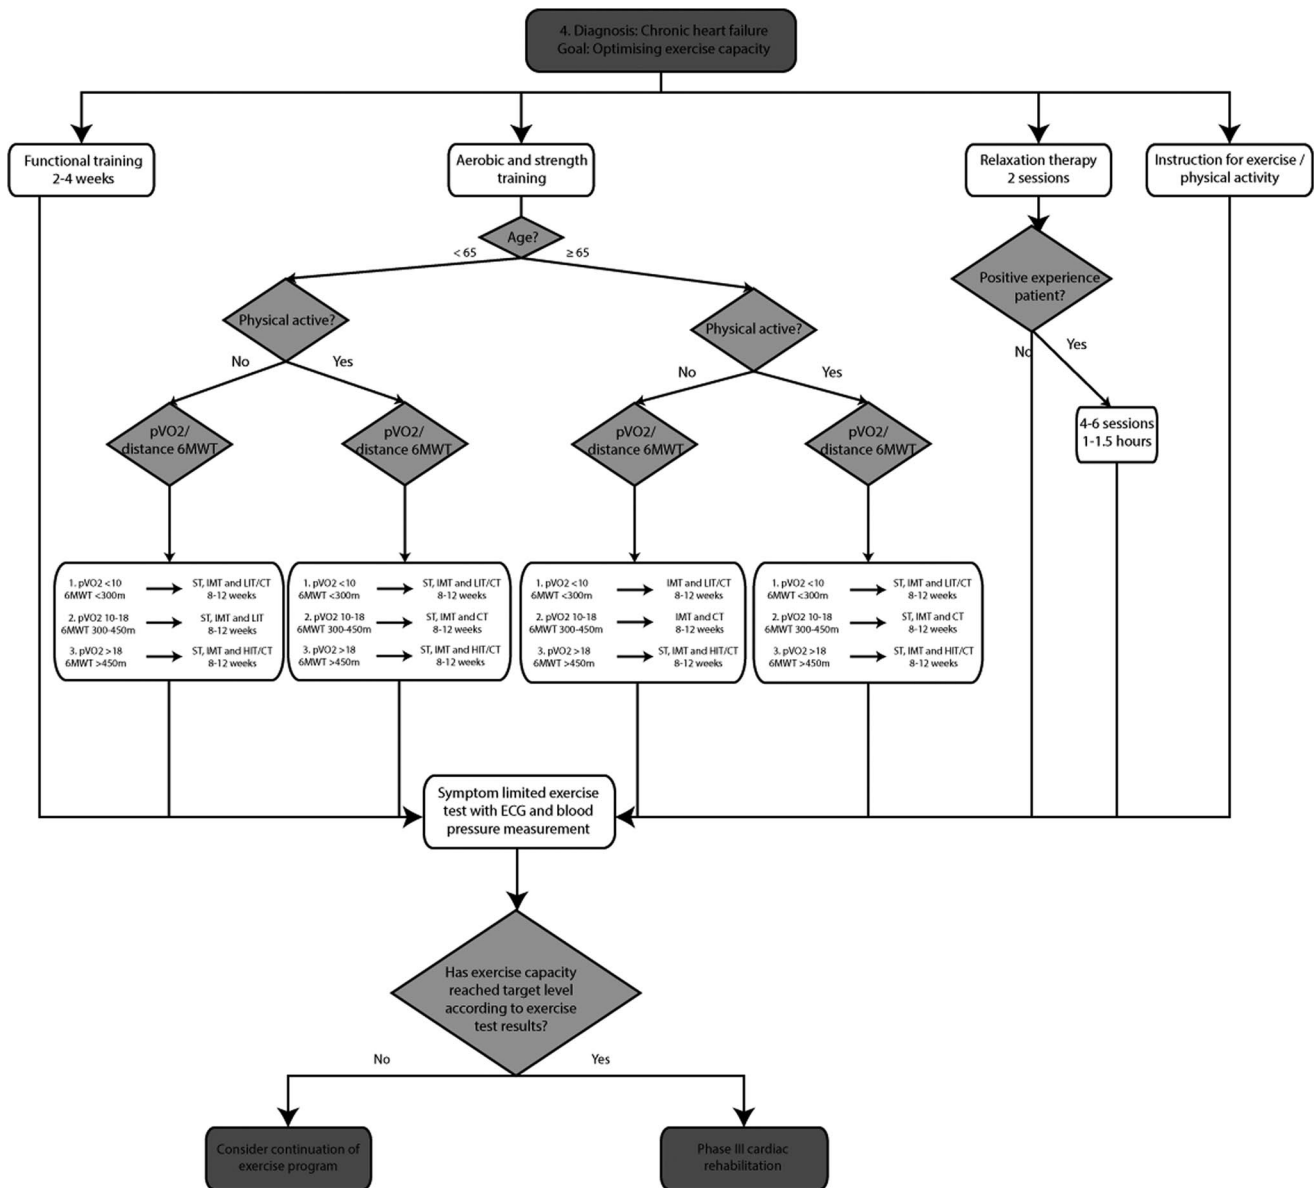 4. Diagnosis: Chronic heart failure
Goal: Optimising exercise capacity
Functional training
2-4 weeks
Aerobic and strength
training
Relaxation therapy
2 sessions
Instruction for exercise /
physical activity
Age?
< 65
≥ 65
Physical active?
No
Yes
Physical active?
No
Yes
Positive experience
patient?
No
Yes
4-6 sessions
1-1.5 hours
pVO2/
distance 6MWT
pVO2/
distance 6MWT
pVO2/
distance 6MWT
pVO2/
distance 6MWT
1. pVO2 <10
6MWT <300m
ST, IMT and LIT/CT
8-12 weeks
2. pVO2 10-18
6MWT 300-450m
ST, IMT and LIT
8-12 weeks
3. pVO2 >18
6MWT >450m
ST, IMT and HIT/CT
8-12 weeks
1. pVO2 <10
6MWT <300m
ST, IMT and LIT/CT
8-12 weeks
2. pVO2 10-18
6MWT 300-450m
ST, IMT and CT
8-12 weeks
3. pVO2 >18
6MWT >450m
ST, IMT and HIT/CT
8-12 weeks
1. pVO2 <10
6MWT <300m
IMT and LIT/CT
8-12 weeks
2. pVO2 10-18
6MWT 300-450m
IMT and CT
8-12 weeks
3. pVO2 >18
6MWT >450m
ST, IMT and HIT/CT
8-12 weeks
1. pVO2 <10
6MWT <300m
ST, IMT and LIT/CT
8-12 weeks
2. pVO2 10-18
6MWT 300-450m
ST, IMT and CT
8-12 weeks
3. pVO2 >18
6MWT >450m
ST, IMT and HIT/CT
8-12 weeks
Symptom limited exercise
test with ECG and blood
pressure measurement
Has exercise capacity
reached target level
according to exercise
test results?
No
Yes
Consider continuation of
exercise program
Phase III cardiac
rehabilitation